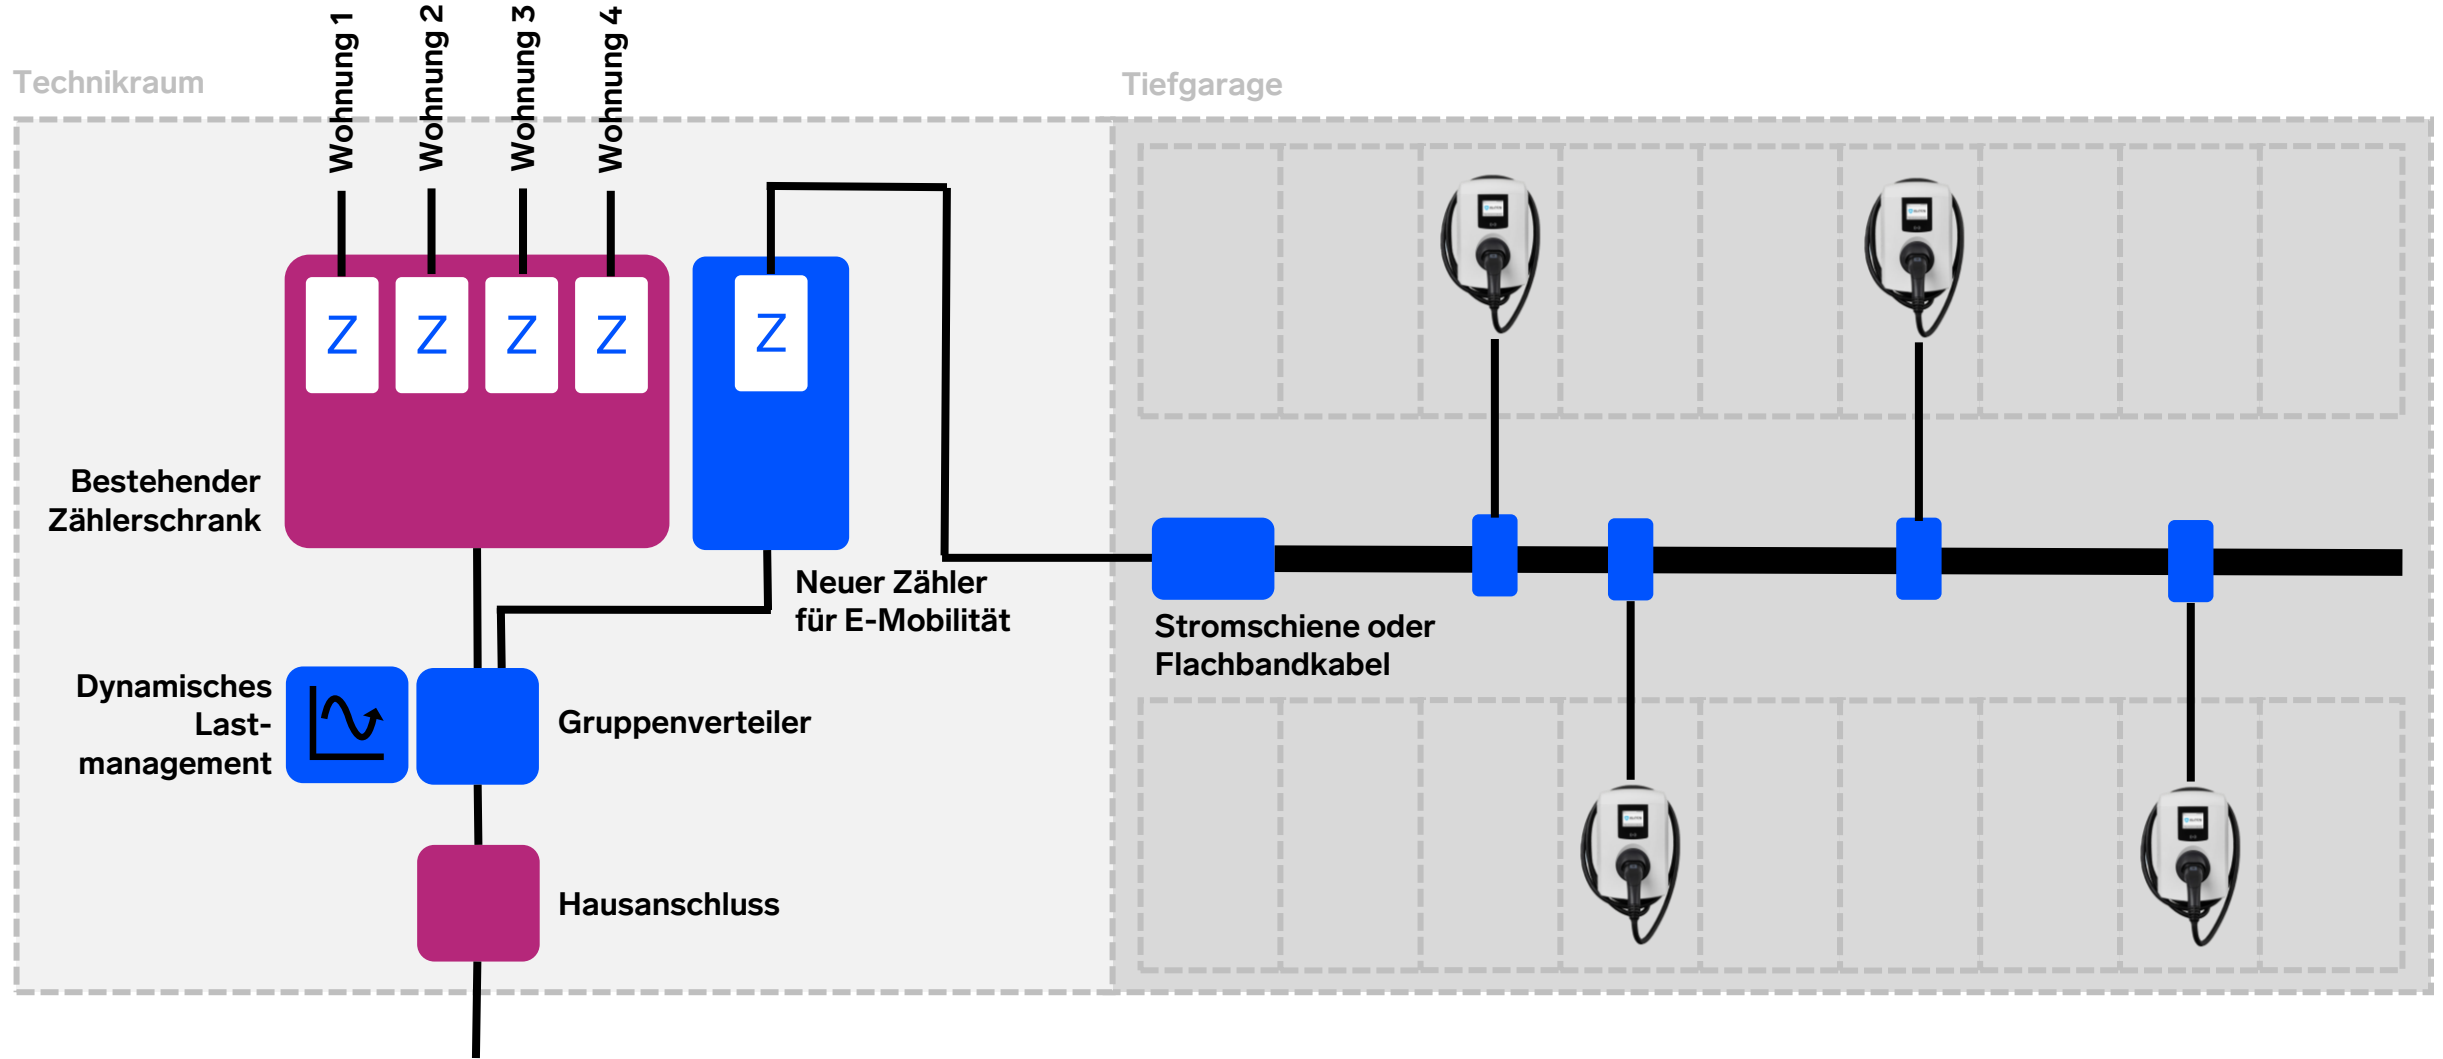 Technikraum
Wohnung 1
Wohnung 2
Wohnung 3
Wohnung 4
Tiefgarage
Z
Z
Z
Z
Z
Bestehender
Zählerschrank
Neuer Zähler
für E-Mobilität
Stromschiene oder
Flachbandkabel
Dynamisches
Last-
management
Gruppenverteiler
Hausanschluss